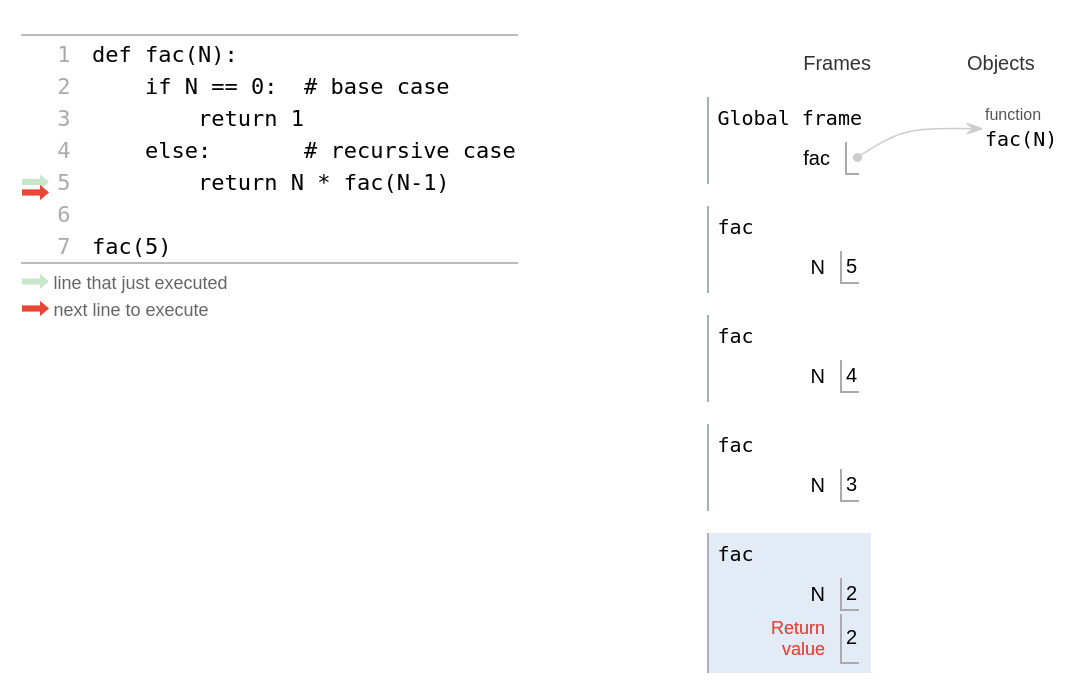 1 def fac(N):
2     if N == 0:  # base case
3         return 1
4     else:       # recursive case
5         return N * fac(N-1)
6
7 fac(5)
line that just executed
next line to execute
Frames Objects
Global frame
fac
function
fac(N)
fac
N 5
fac
N 4
fac
N 3
fac
N 2
Return
value 2